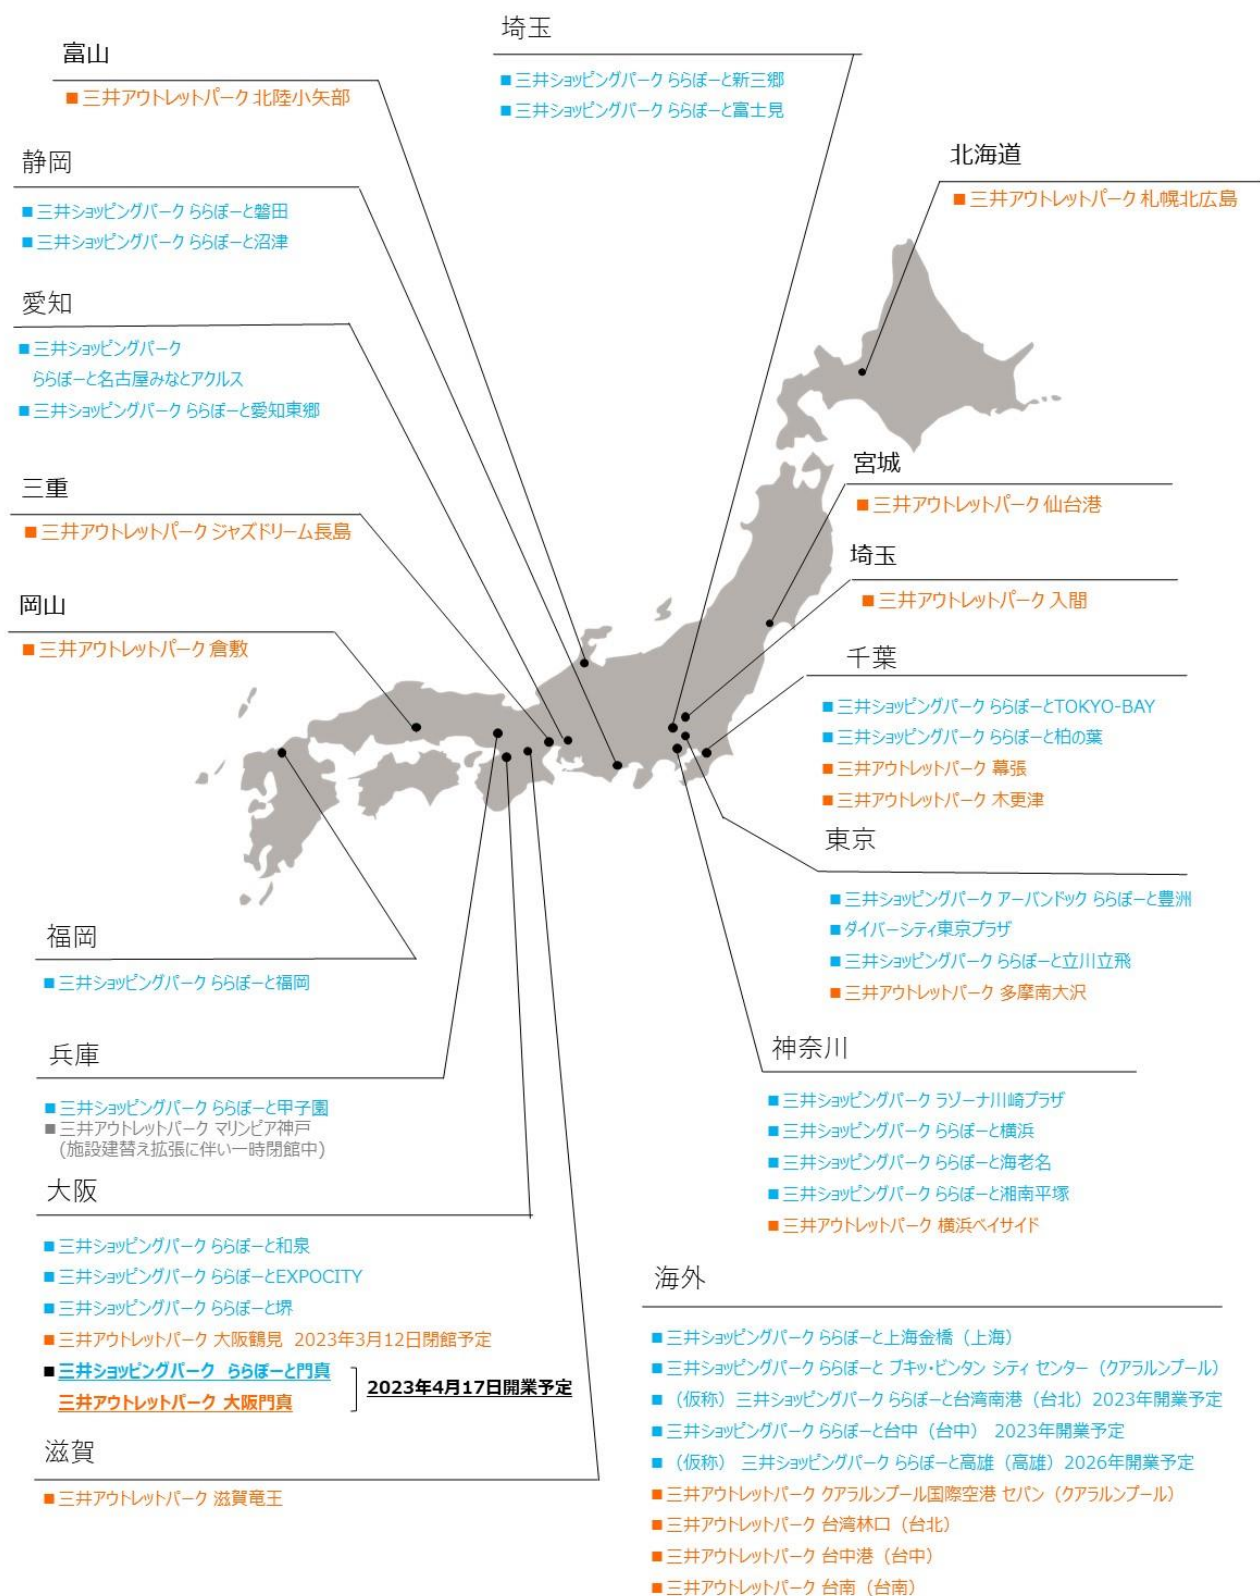 富山
■三井アウトレットパーク 北陸小矢部
静岡
■三井ショッピングパーク ららぽーと磐田
■三井ショッピングパーク ららぽーと沼津
愛知
■三井ショッピングパーク
ららぽーと名古屋みなとアクルス
■三井ショッピングパーク ららぽーと愛知東郷
三重
■三井アウトレットパーク ジャズドリーム長島
岡山
■三井アウトレットパーク 倉敷
埼玉
■三井ショッピングパーク ららぽーと新三郷
■三井ショッピングパーク ららぽーと富士見
北海道
■三井アウトレットパーク 札幌北広島
宮城
■三井アウトレットパーク 仙台港
埼玉
■三井アウトレットパーク 入間
千葉
■三井ショッピングパーク ららぽーとTOKYO-BAY
■三井ショッピングパーク ららぽーと柏の葉
■三井アウトレットパーク 幕張
■三井アウトレットパーク 木更津
東京
■三井ショッピングパーク アーバンドック ららぽーと豊洲
■ダイバーシティ東京プラザ
■三井ショッピングパーク ららぽーと立川立飛
■三井アウトレットパーク 多摩南大沢
神奈川
■三井ショッピングパーク ラゾーナ川崎プラザ
■三井ショッピングパーク ららぽーと横浜
■三井ショッピングパーク ららぽーと海老名
■三井ショッピングパーク ららぽーと湘南平塚
■三井アウトレットパーク 横浜ベイサイド
福岡
■三井ショッピングパーク ららぽーと福岡
兵庫
■三井ショッピングパーク ららぽーと甲子園
■三井アウトレットパーク マリンピア神戸
(施設建替え拡張に伴い一時閉館中)
大阪
■三井ショッピングパーク ららぽーと和泉
■三井ショッピングパーク ららぽーとEXPOCITY
■三井ショッピングパーク ららぽーと堺
■三井アウトレットパーク 大阪鶴見 2023年3月12日閉館予定
■三井ショッピングパーク ららぽーと門真
三井アウトレットパーク 大阪門真
2023年4月17日開業予定
滋賀
■三井アウトレットパーク 滋賀竜王
海外
■三井ショッピングパーク ららぽーと上海金橋（上海）
■三井ショッピングパーク ららぽーと ブキッ・ビンタン シティ センター（クアラルンプール）
■（仮称）三井ショッピングパーク ららぽーと台湾南港（台北）2023年開業予定
■三井ショッピングパーク ららぽーと台中（台中） 2023年開業予定
■（仮称） 三井ショッピングパーク ららぽーと高雄（高雄）2026年開業予定
■三井アウトレットパーク クアラルンプール国際空港 セパン（クアラルンプール）
■三井アウトレットパーク 台湾林口（台北）
■三井アウトレットパーク 台中港（台中）
■三井アウトレットパーク 台南（台南）